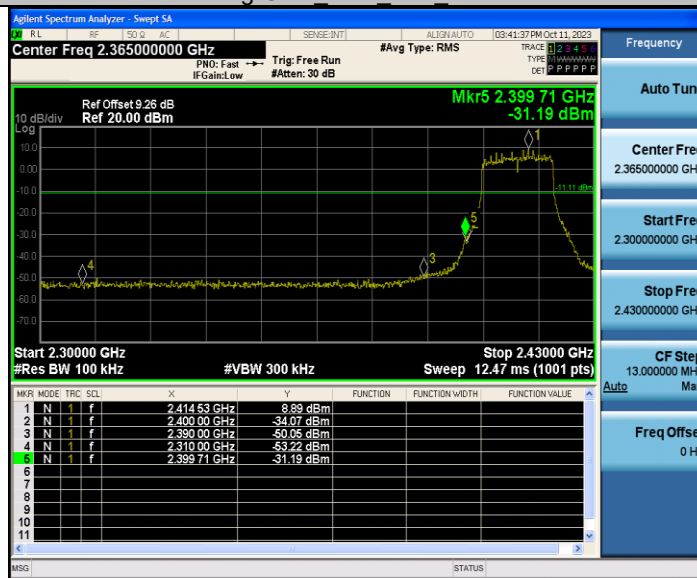 Agilent Spectrum Analyzer - Swept SA
RL RF 50 Ω AC SENSE:INT ALIGNAUTO 03:41:37 PM Oct 11, 2023
Center Freq 2.365000000 GHz
PNO: Fast
IFGain:Low
Trig: Free Run
#Atten: 30 dB
#Avg Type: RMS
TRACE 1 2 3 4 5 6
TYPE MWWWWW
DET P P P P P P
Ref Offset 9.26 dB
Ref 20.00 dBm
10 dB/div
Log
Mkr5 2.399 71 GHz
-31.19 dBm
10.0
0.00
-10.0
-20.0
-30.0
-40.0
-50.0
-60.0
-70.0
1
-11.11 dBm
5
3
4
Start 2.30000 GHz
Stop 2.43000 GHz
#Res BW 100 kHz
#VBW 300 kHz
Sweep 12.47 ms (1001 pts)
MKR MODE TRC SCL X Y FUNCTION FUNCTION WIDTH FUNCTION VALUE
1 N 1 f 2.414 53 GHz 8.89 dBm
2 N 1 f 2.400 00 GHz -34.07 dBm
3 N 1 f 2.390 00 GHz -50.05 dBm
4 N 1 f 2.310 00 GHz -53.22 dBm
5 N 1 f 2.399 71 GHz -31.19 dBm
6
7
8
9
10
11
MSG
STATUS
Frequency
Auto Tun
Center Fre
2.365000000 GH
Start Fre
2.300000000 GH
Stop Fre
2.430000000 GH
CF Step
13.000000 MH
Auto Ma
Freq Offse
0 H